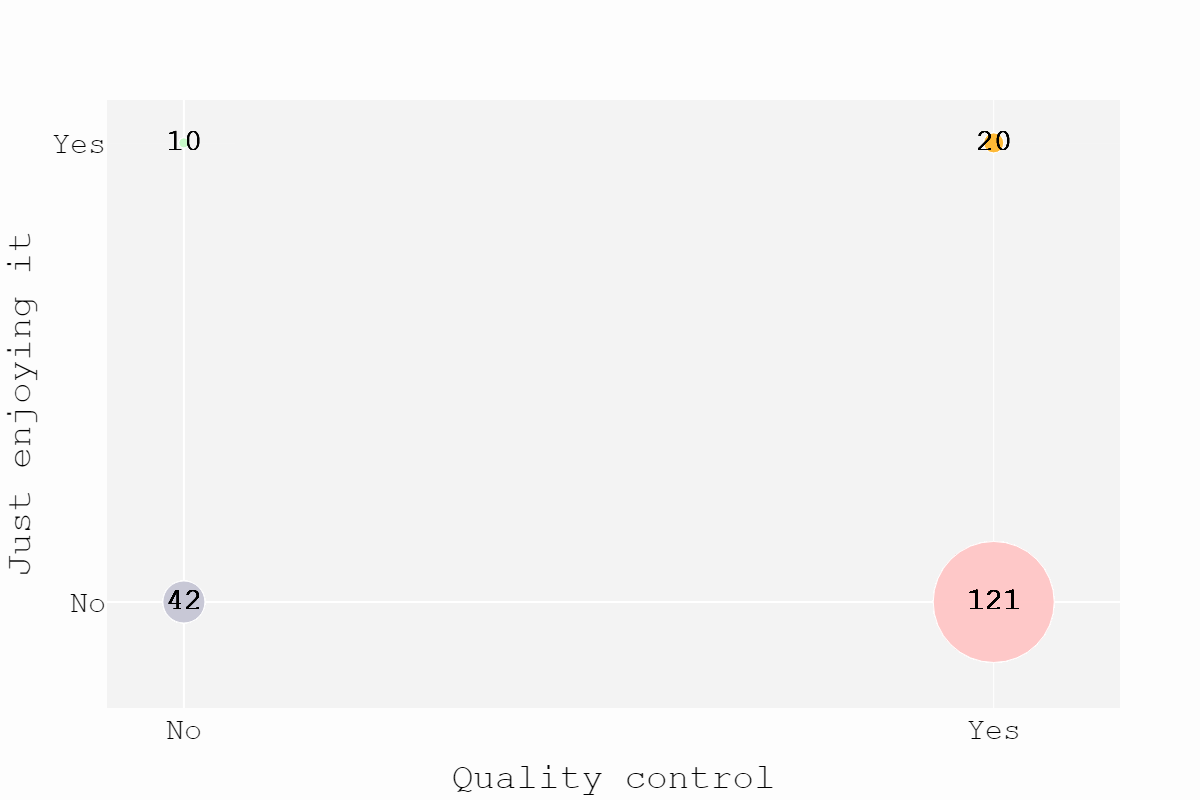 Yes
10
20
Just enjoying it
No
42
121
No
Yes
Quality control